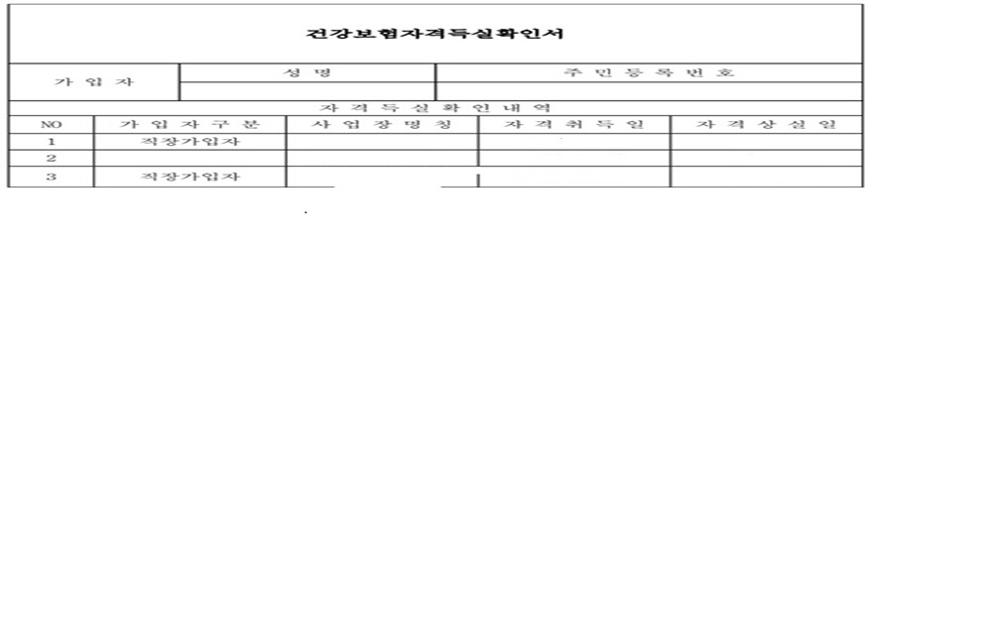 건강보험자격득실확인서
가 입 자
성 명
주 민 등 록 번 호
자 격 득 실 확 인 내 역
NO 가 입 자 구 분 사 업 장 명 칭 자 격 취 득 일 자 격 상 실 일
1 직장가입자
2
3 직장가입자